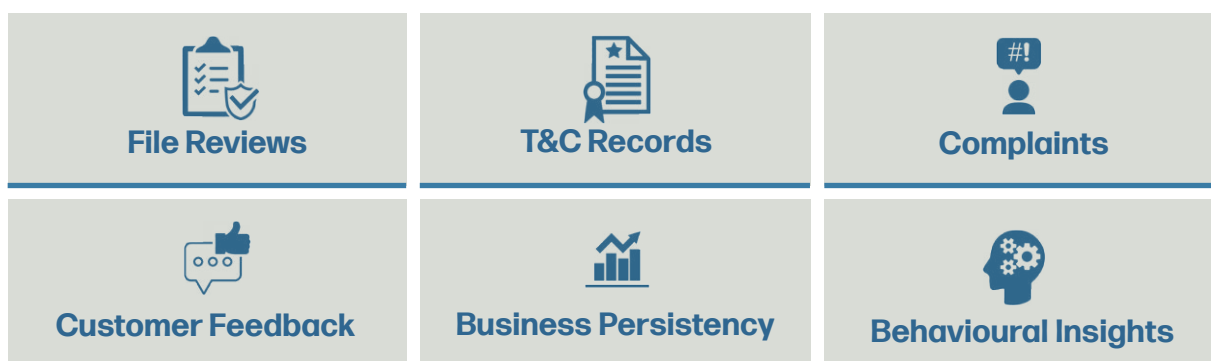 #!
File Reviews
T&C Records
Complaints
Customer Feedback
Business Persistency
Behavioural Insights